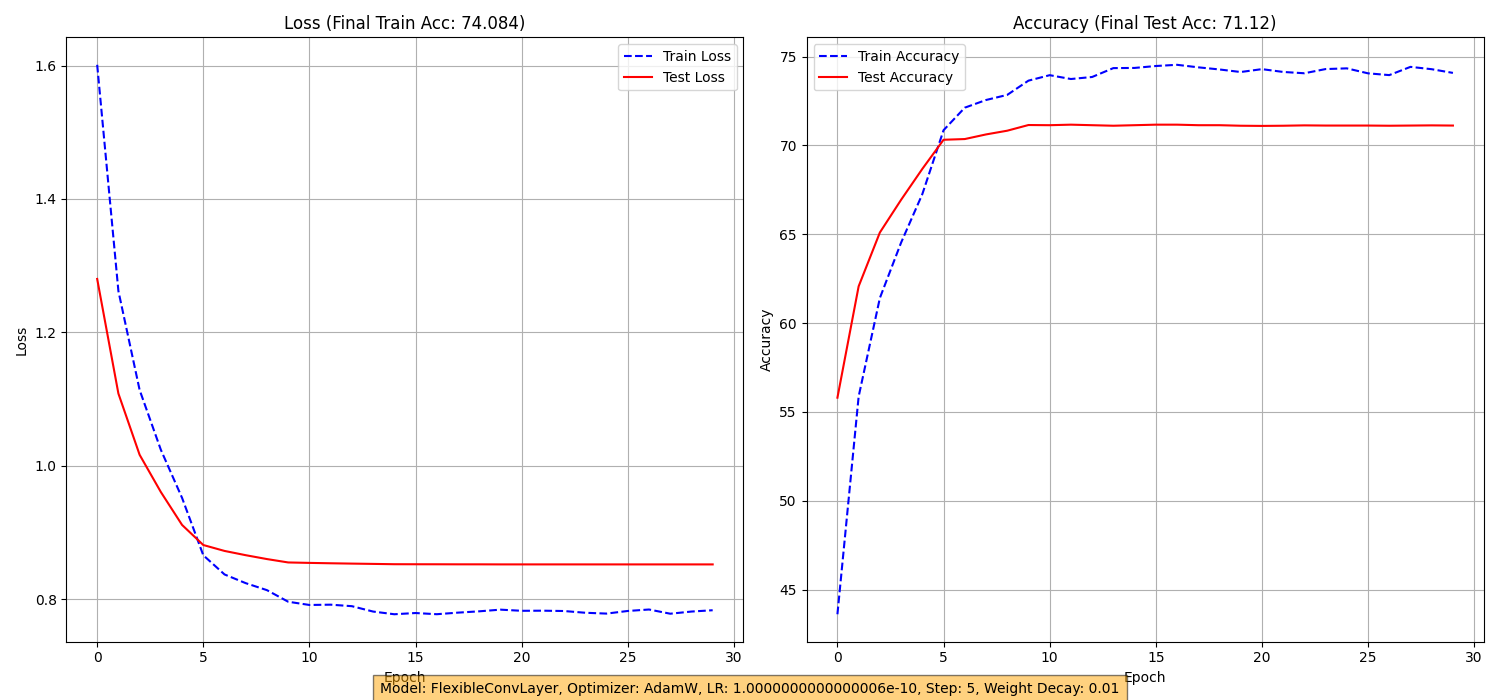 Loss (Final Train Acc: 74.084)
Train Loss
Test Loss
1.6
1.4
1.2
1.0
0.8
Loss
0
5
10
15
20
25
30
Epoch
Accuracy (Final Test Acc: 71.12)
Train Accuracy
Test Accuracy
75
70
65
60
55
50
45
Accuracy
0
5
10
15
20
25
30
Epoch
Model: FlexibleConvLayer, Optimizer: AdamW, LR: 1.0000000000000006e-10, Step: 5, Weight Decay: 0.01